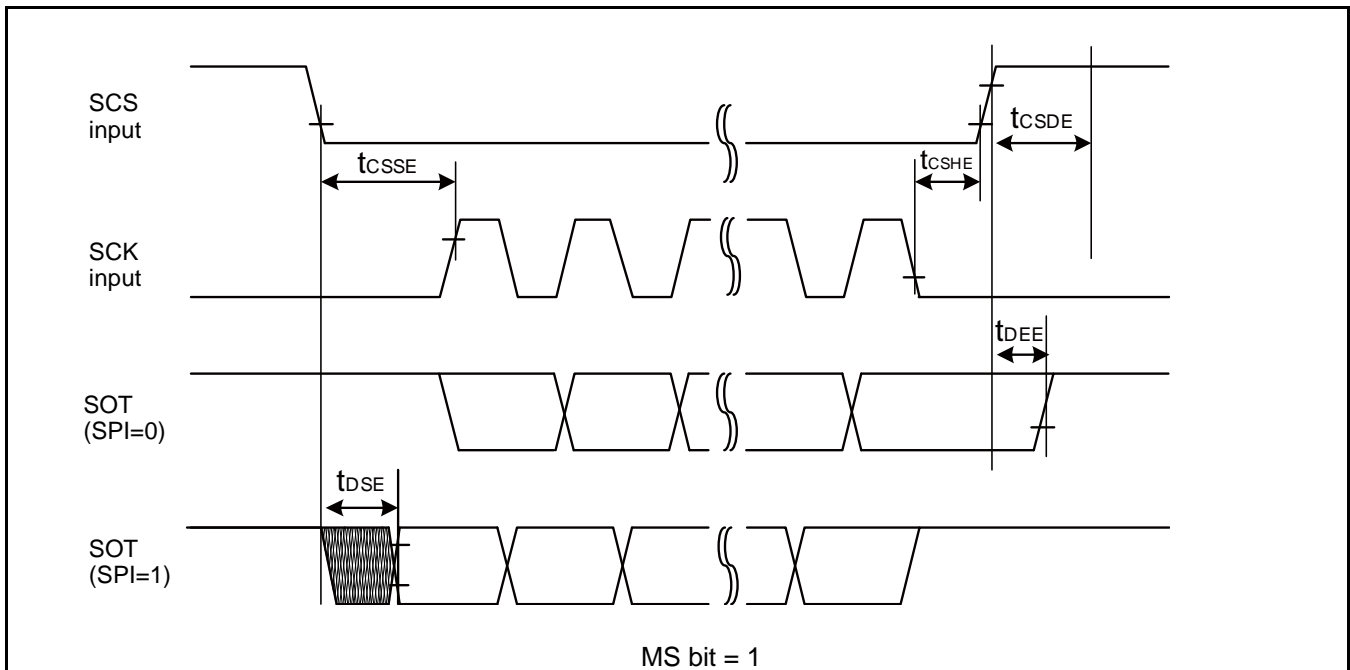 SCS
input
tCSDE
tCSSE
tCSHE
SCK
input
tDEE
SOT
(SPI=0)
tDSE
SOT
(SPI=1)
MS bit = 1